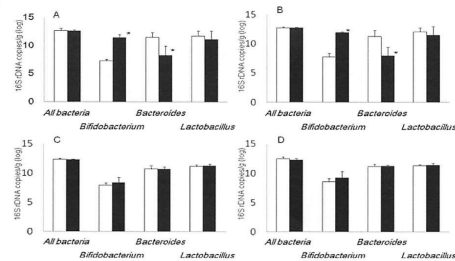 A
16S rDNA copies/g (log)
15
10
5
0
*
*
All bacteria
Bacteroides
Bifidobacterium
Lactobacillus
B
16S rDNA copies/g (log)
15
10
5
0
*
*
All bacteria
Bacteroides
Bifidobacterium
Lactobacillus
C
16S rDNA copies/g (log)
15
10
5
0
All bacteria
Bacteroides
Bifidobacterium
Lactobacillus
D
16S rDNA copies/g (log)
15
10
5
0
All bacteria
Bacteroides
Bifidobacterium
Lactobacillus